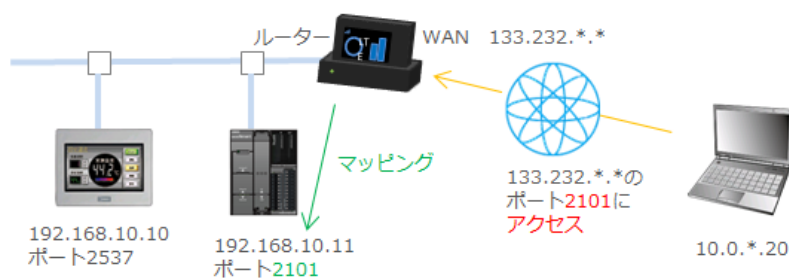 ルーター
WAN 133.232.*.*
LT
E
マッピング
133.232.*.*の
ポート2101に
アクセス
442℃
192.168.10.10
ポート2537
192.168.10.11
ポート2101
10.0.*.20